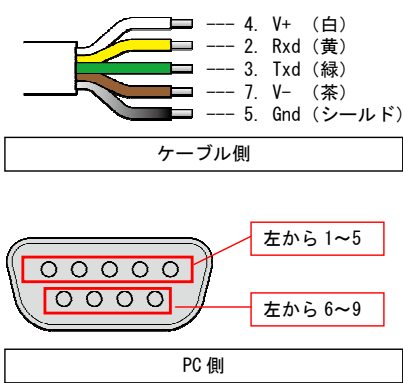 --- 4. V+ （白）
--- 2. Rxd（黄）
--- 3. Txd（緑）
--- 7. V− （茶）
--- 5. Gnd（シールド）
ケーブル側
左から 1～5
左から 6～9
PC 側